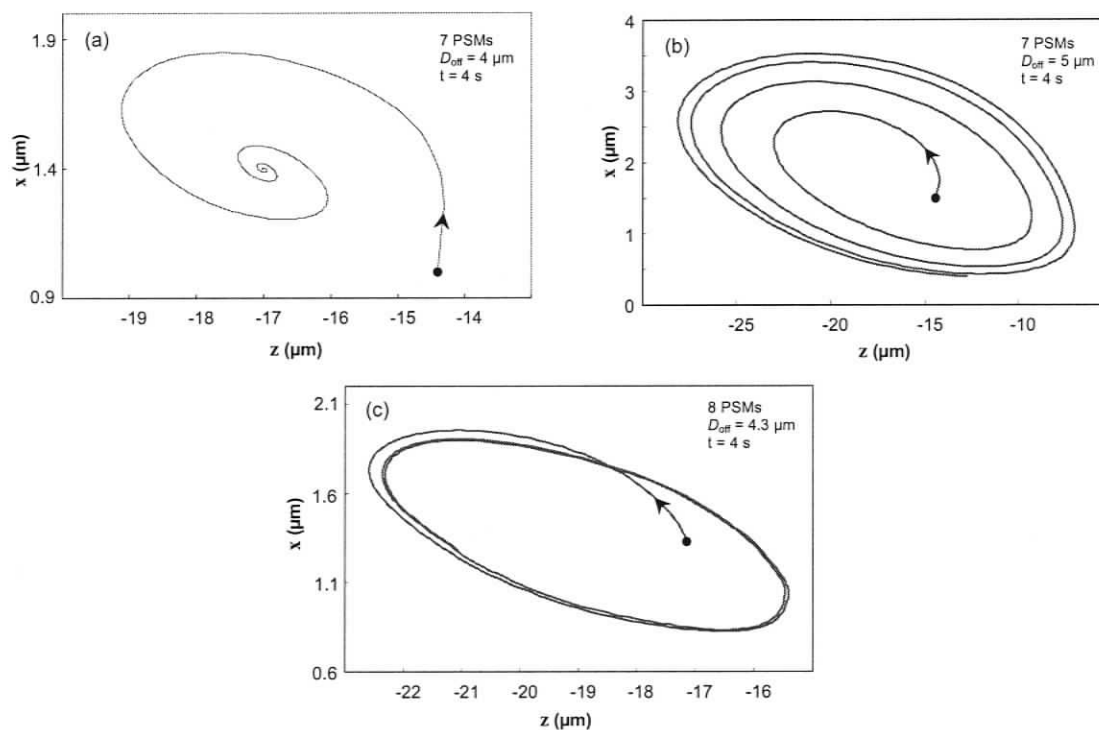 (a)
7 PSMs
Doff = 4 µm
t = 4 s
1.9
1.4
0.9
x (µm)
-19 -18 -17 -16 -15 -14
z (µm)
(b)
7 PSMs
Doff = 5 µm
t = 4 s
4
3
2
1
0
x (µm)
-25 -20 -15 -10
z (µm)
(c)
8 PSMs
Doff = 4.3 µm
t = 4 s
2.1
1.6
1.1
0.6
x (µm)
-22 -21 -20 -19 -18 -17 -16
z (µm)